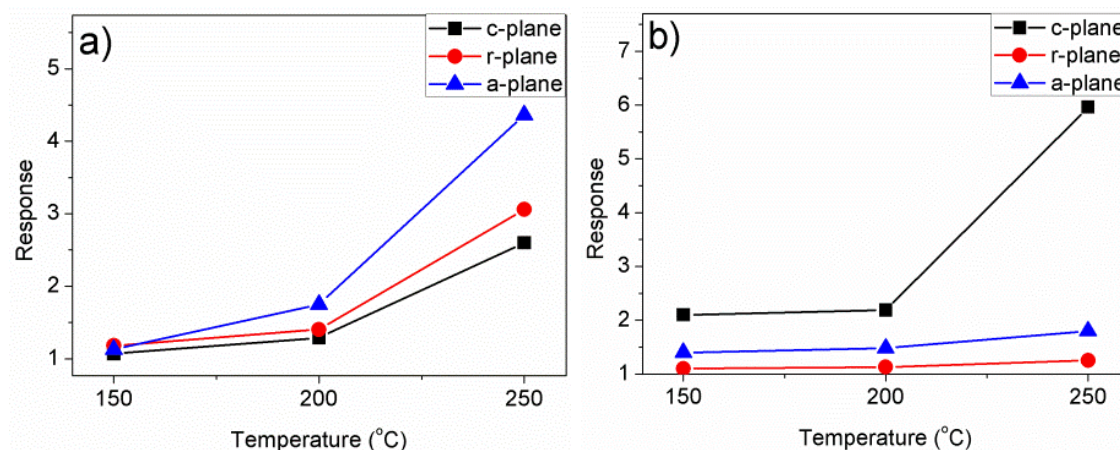 a)
c-plane
r-plane
a-plane
5
4
3
2
1
Response
150
200
250
Temperature (°C)
b)
c-plane
r-plane
a-plane
7
6
5
4
3
2
1
Response
150
200
250
Temperature (°C)